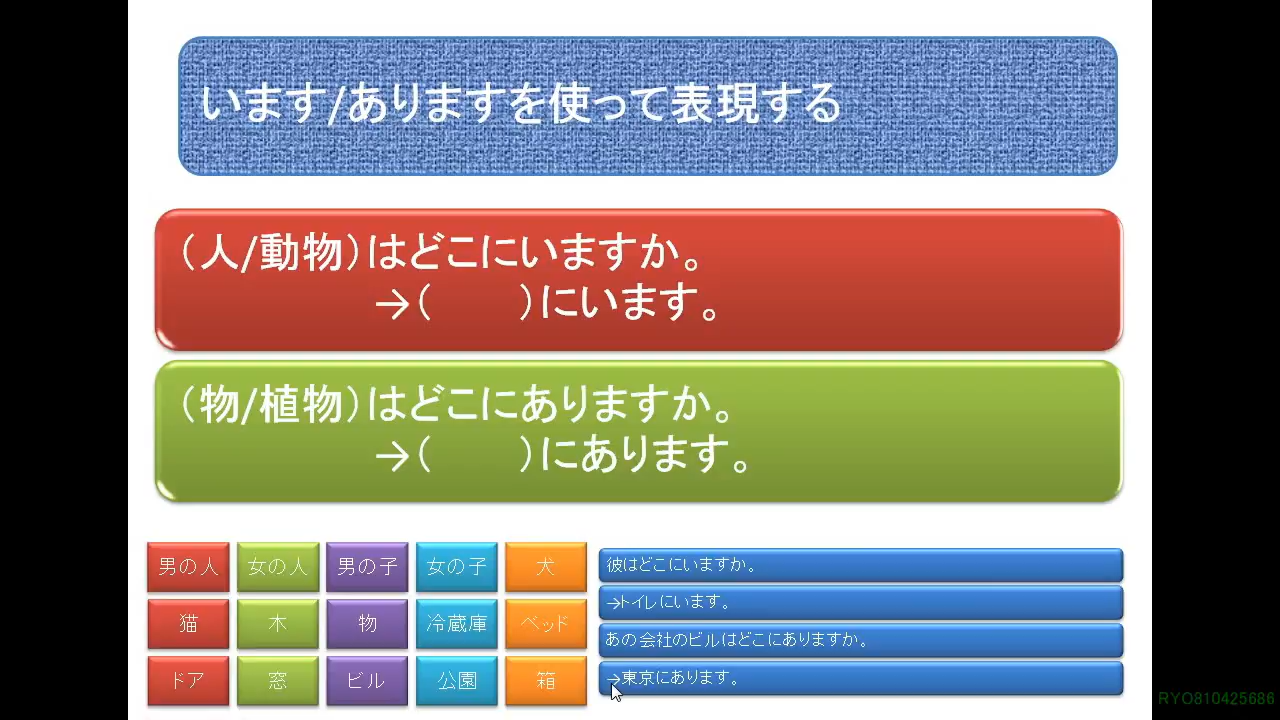 います/ありますを使って表現する
（人/動物）はどこにいますか。
→（　　）にいます。
（物/植物）はどこにありますか。
→（　　）にあります。
男の人 女の人 男の子 女の子 犬
猫 木 物 冷蔵庫 ベッド
ドア 窓 ビル 公園 箱
彼はどこにいますか。
→トイレにいます。
あの会社のビルはどこにありますか。
→東京にあります。
RYO810425686